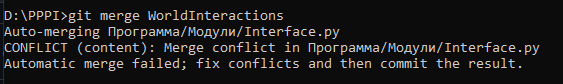 D:\PPPI>git merge WorldInteractions
Auto-merging Программа/Модули/Interface.py
CONFLICT (content): Merge conflict in Программа/Модули/Interface.py
Automatic merge failed; fix conflicts and then commit the result.